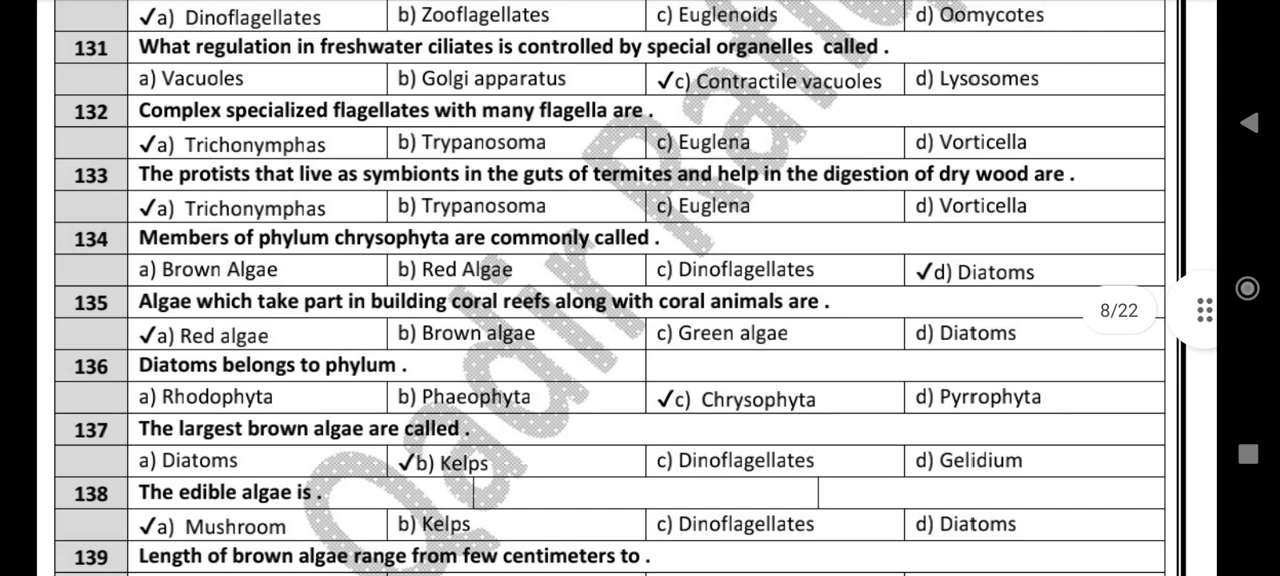 ✓a) Dinoflagellates b) Zooflagellates c) Euglenoids d) Oomycotes
131 What regulation in freshwater ciliates is controlled by special organelles called .
a) Vacuoles b) Golgi apparatus ✓c) Contractile vacuoles d) Lysosomes
132 Complex specialized flagellates with many flagella are .
✓a) Trichonymphas b) Trypanosoma c) Euglena d) Vorticella
133 The protists that live as symbionts in the guts of termites and help in the digestion of dry wood are .
✓a) Trichonymphas b) Trypanosoma c) Euglena d) Vorticella
134 Members of phylum chrysophyta are commonly called .
a) Brown Algae b) Red Algae c) Dinoflagellates ✓d) Diatoms
135 Algae which take part in building coral reefs along with coral animals are .
8/22
✓a) Red algae b) Brown algae c) Green algae d) Diatoms
136 Diatoms belongs to phylum .
a) Rhodophyta b) Phaeophyta ✓c) Chrysophyta d) Pyrrophyta
137 The largest brown algae are called .
a) Diatoms ✓b) Kelps c) Dinoflagellates d) Gelidium
138 The edible algae is .
✓a) Mushroom b) Kelps c) Dinoflagellates d) Diatoms
139 Length of brown algae range from few centimeters to .
Qadir Rafiq